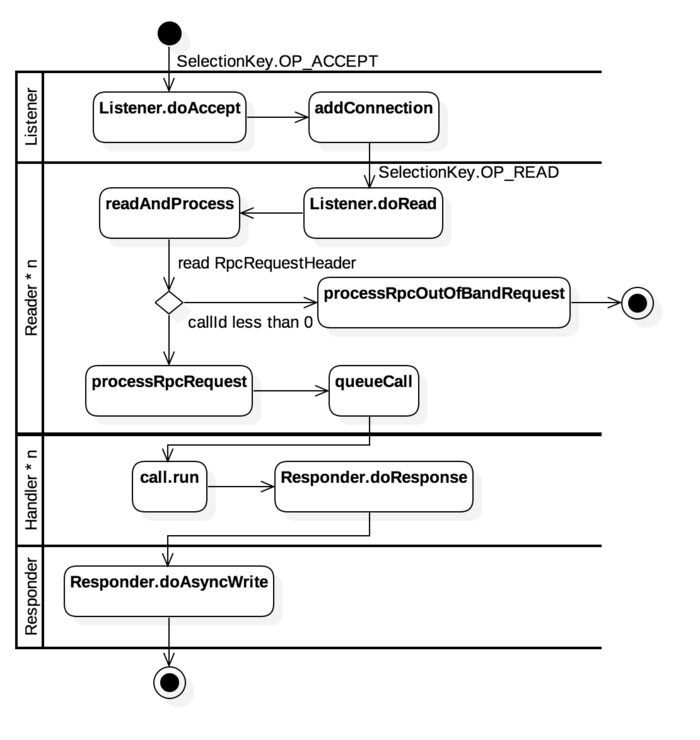 SelectionKey.OP_ACCEPT
Listener
Listener.doAccept
addConnection
SelectionKey.OP_READ
Reader * n
readAndProcess
Listener.doRead
read RpcRequestHeader
processRpcOutOfBandRequest
callId less than 0
processRpcRequest
queueCall
Handler * n
call.run
Responder.doResponse
Responder
Responder.doAsyncWrite